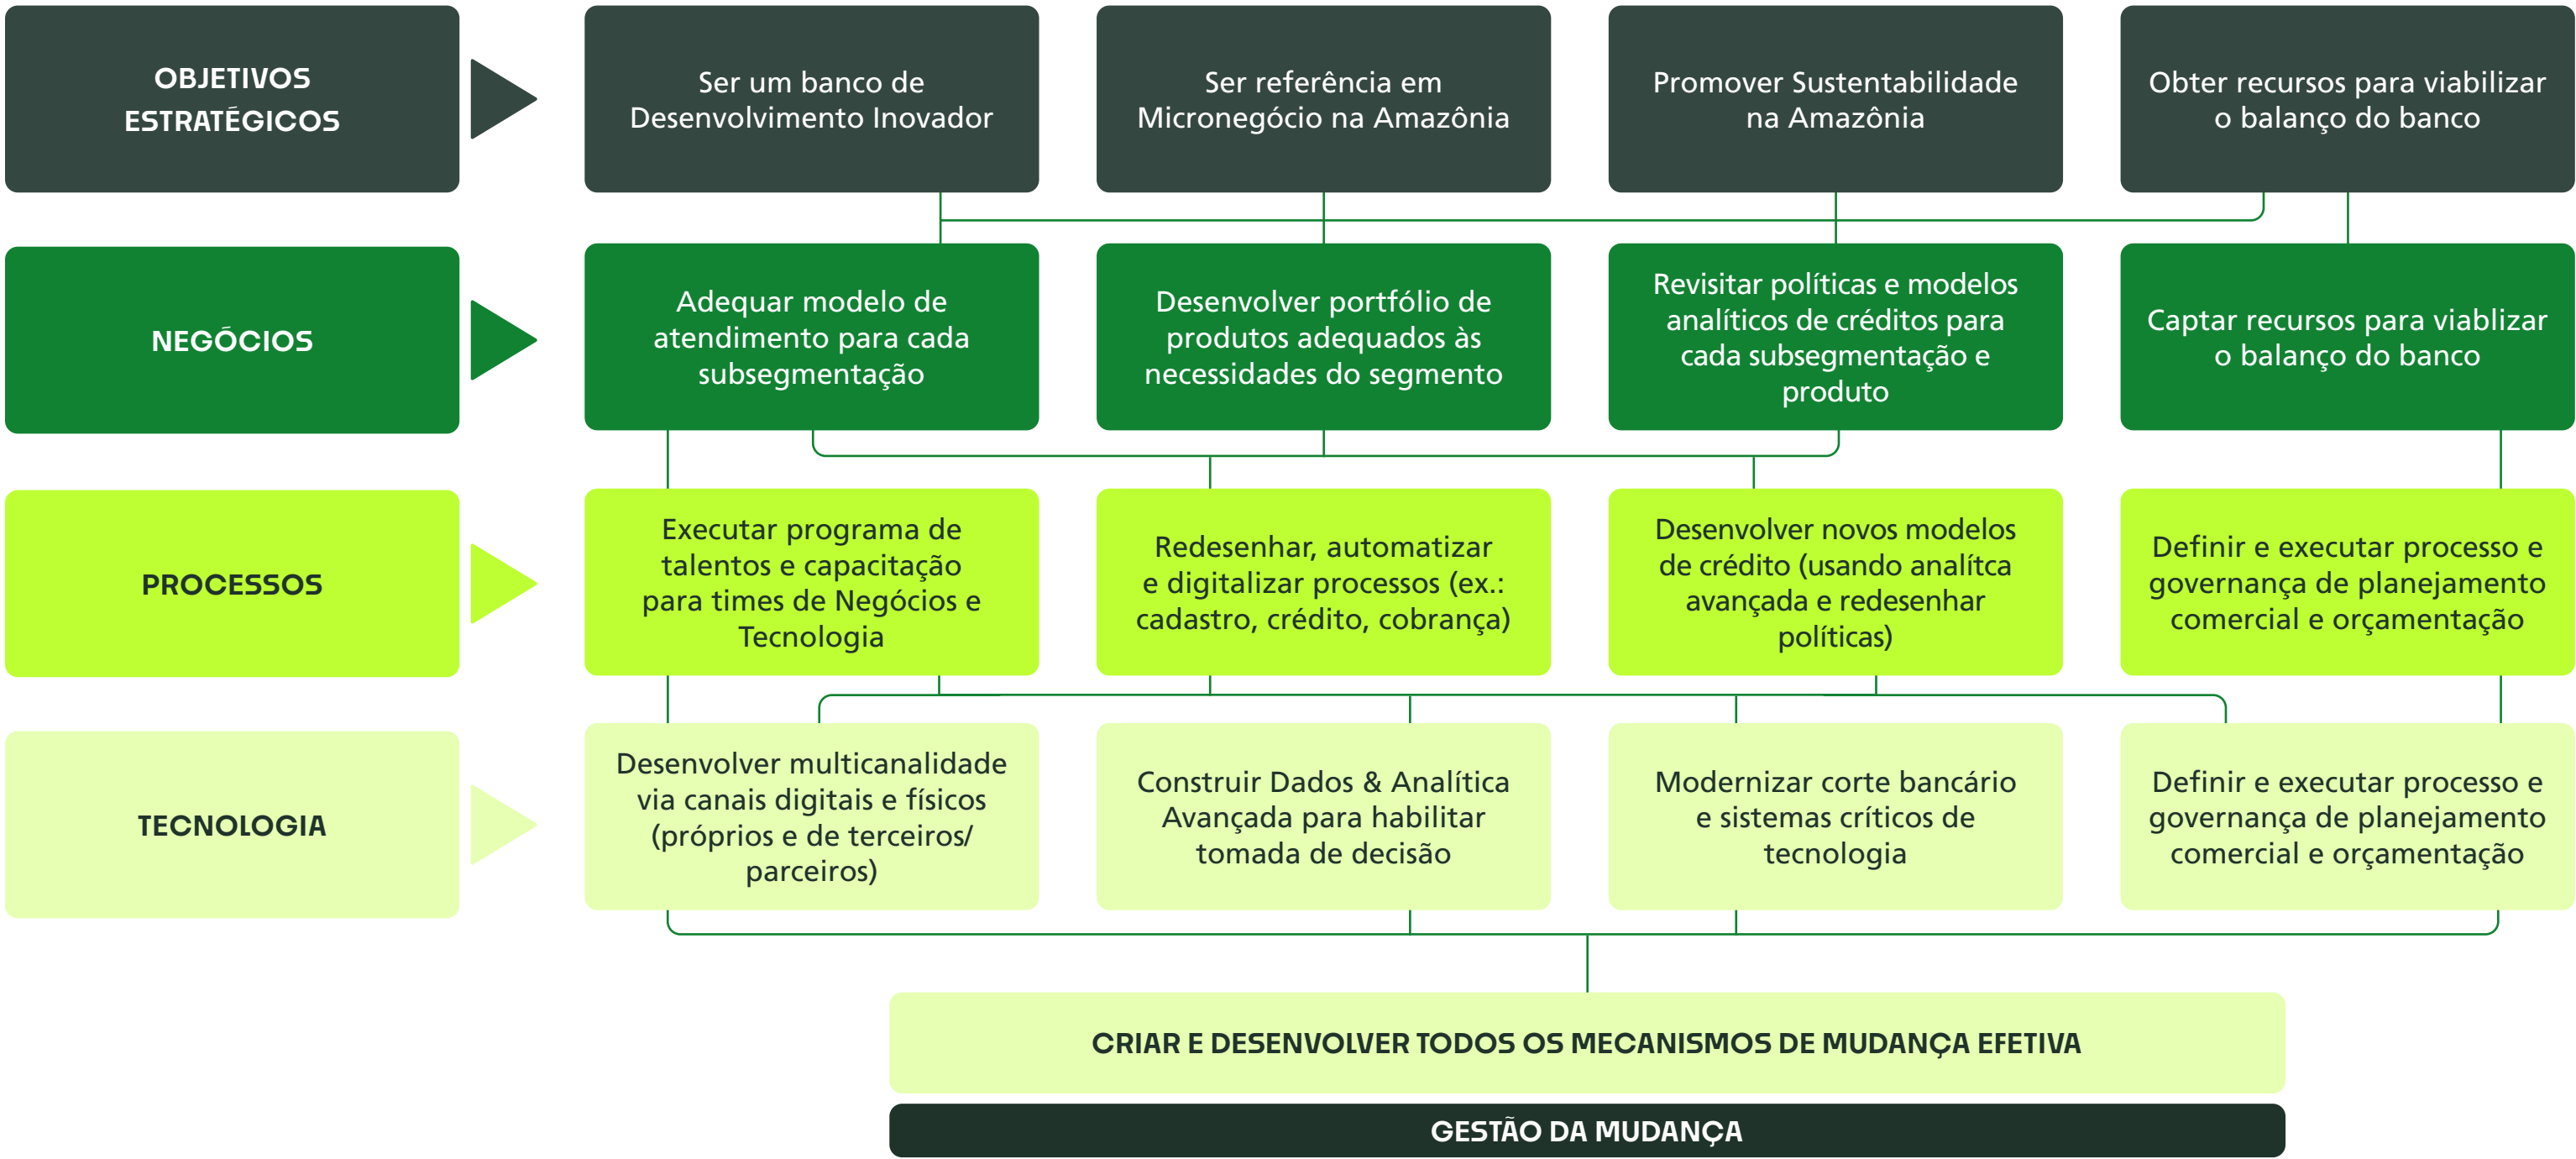 OBJETIVOS
ESTRATÉGICOS
Ser um banco de
Desenvolvimento Inovador
Ser referência em
Micronegócio na Amazônia
Promover Sustentabilidade
na Amazônia
Obter recursos para viabilizar
o balanço do banco
NEGÓCIOS
Adequar modelo de
atendimento para cada
subsegmentação
Desenvolver portfólio de
produtos adequados às
necessidades do segmento
Revisitar políticas e modelos
analíticos de créditos para
cada subsegmentação e
produto
Captar recursos para viablizar
o balanço do banco
PROCESSOS
Executar programa de
talentos e capacitação
para times de Negócios e
Tecnologia
Redesenhar, automatizar
e digitalizar processos (ex.:
cadastro, crédito, cobrança)
Desenvolver novos modelos
de crédito (usando analítca
avançada e redesenhar
políticas)
Definir e executar processo e
governança de planejamento
comercial e orçamentação
TECNOLOGIA
Desenvolver multicanalidade
via canais digitais e físicos
(próprios e de terceiros/
parceiros)
Construir Dados & Analítica
Avançada para habilitar
tomada de decisão
Modernizar corte bancário
e sistemas críticos de
tecnologia
Definir e executar processo e
governança de planejamento
comercial e orçamentação
CRIAR E DESENVOLVER TODOS OS MECANISMOS DE MUDANÇA EFETIVA
GESTÃO DA MUDANÇA